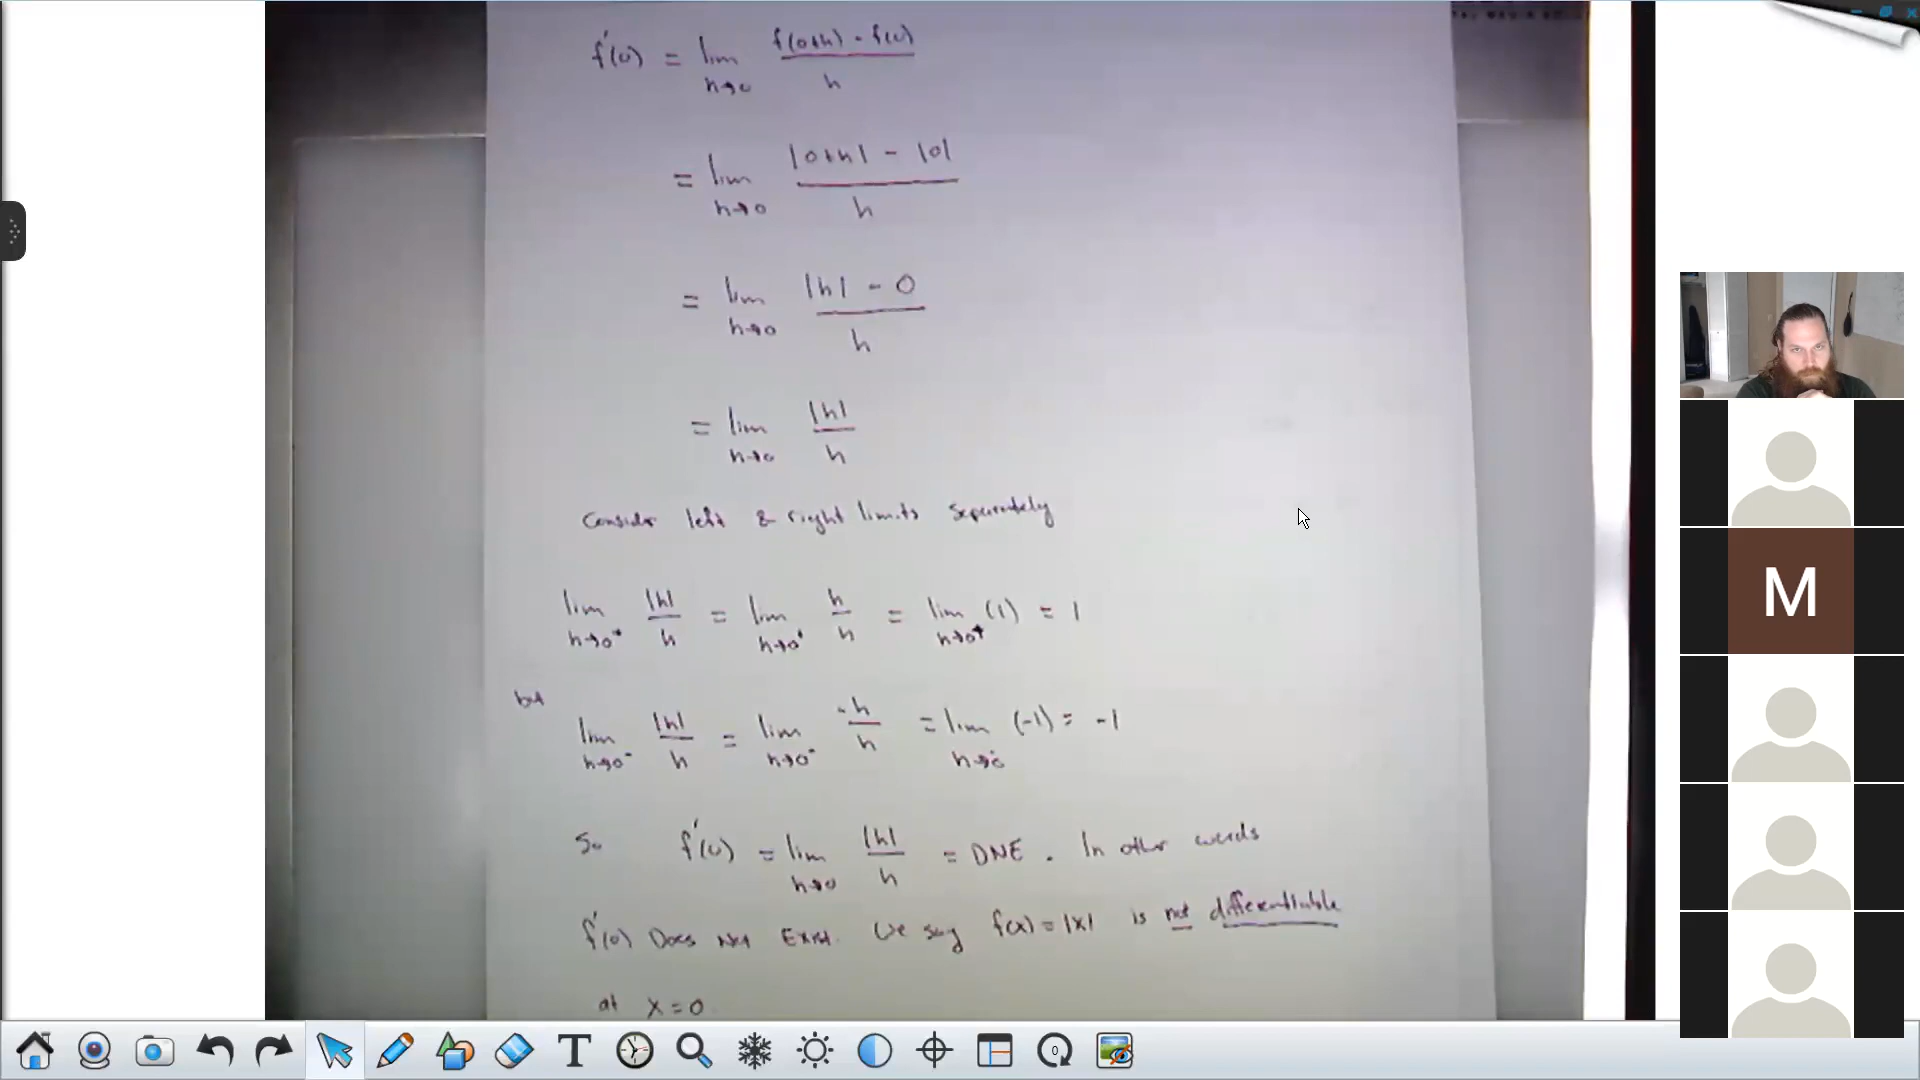 f'(0) = lim h→0 f(0+h) - f(0) / h
= lim h→0 |0+h| - |0| / h
= lim h→0 |h| - 0 / h
= lim h→0 |h| / h
Consider left & right limits separately
lim h→0⁺ |h| / h = lim h→0⁺ h / h = lim h→0⁺ (1) = 1
but
lim h→0⁻ |h| / h = lim h→0⁻ -h / h = lim h→0⁻ (-1) = -1
So f'(0) = lim h→0 |h| / h = DNE. In other words
f'(0) Does Not Exist. We say f(x) = |x| is not differentiable
at x = 0
M
T
0